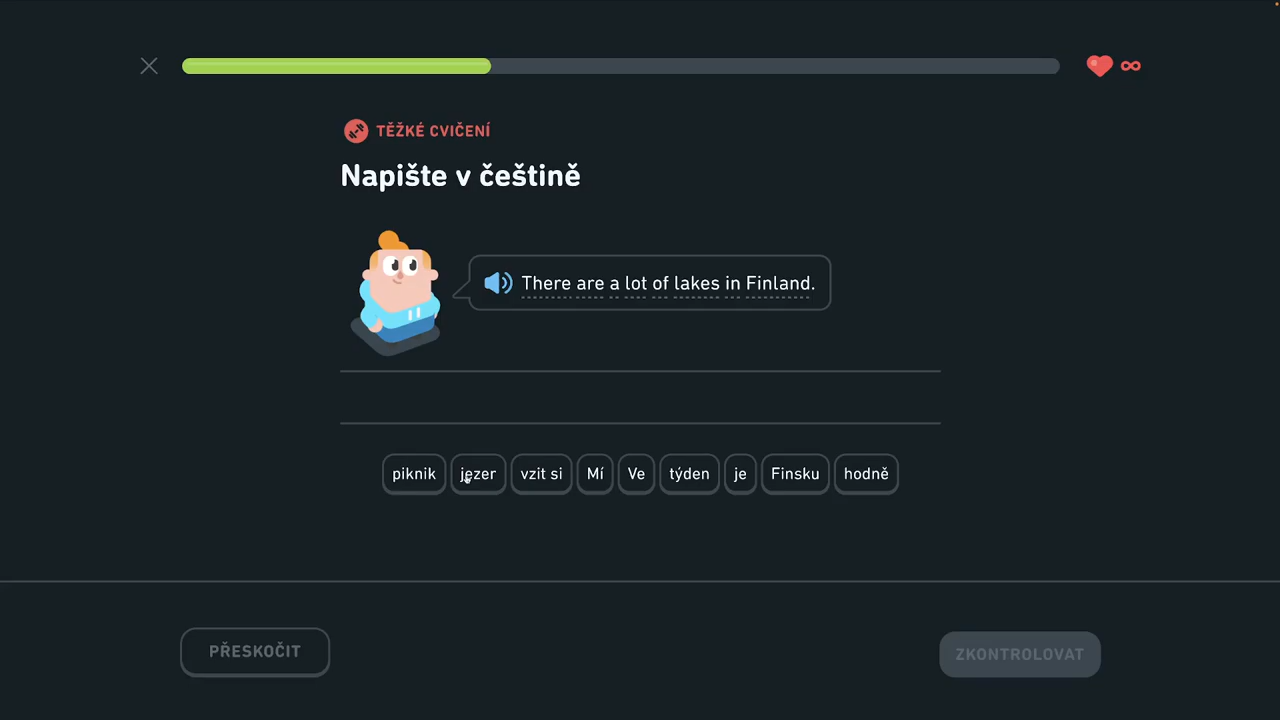 ∞
TĚŽKÉ CVIČENÍ
Napište v češtině
There are a lot of lakes in Finland.
piknik jezer vzit si Mí Ve týden je Finsku hodně
PŘESKOČIT
ZKONTROLOVAT